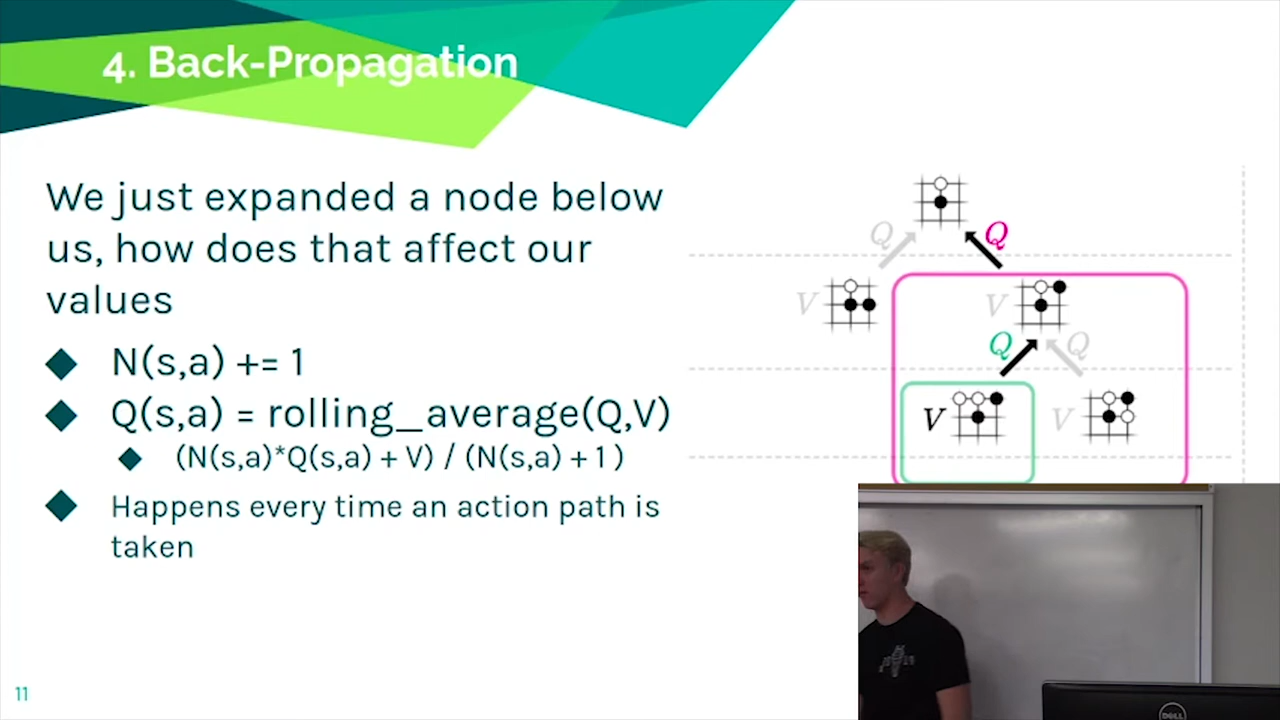 4. Back-Propagation
We just expanded a node below
us, how does that affect our
values
N(s,a) += 1
Q(s,a) = rolling_average(Q,V)
(N(s,a)*Q(s,a) + V) / (N(s,a) + 1)
Happens every time an action path is
taken
Q Q
V V
Q Q
V V
DELL
11